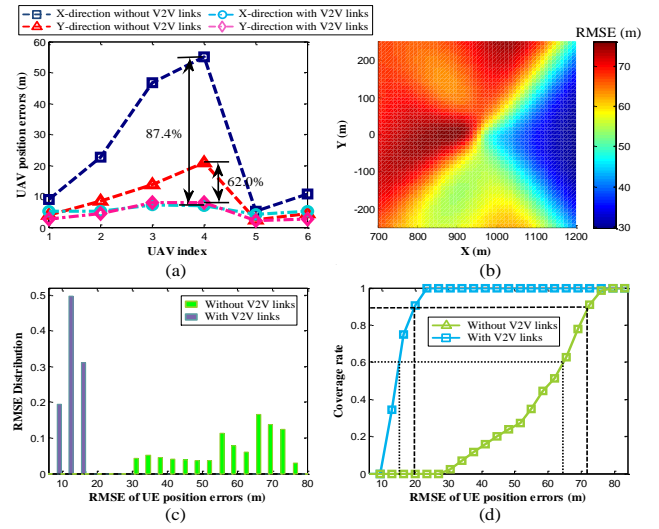 X-direction without V2V links
X-direction with V2V links
Y-direction without V2V links
Y-direction with V2V links
60
50
40
30
20
10
0
UAV position errors (m)
87.4%
62.0%
1
2
3
4
5
6
UAV index
(a)
RMSE (m)
200
100
0
-100
-200
Y (m)
700
800
900
1000
1100
1200
X (m)
70
60
50
40
30
(b)
0.5
0.4
0.3
0.2
0.1
0
RMSE Distribution
Without V2V links
With V2V links
10
20
30
40
50
60
70
80
RMSE of UE position errors (m)
(c)
1
0.8
0.6
0.4
0.2
0
Coverage rate
Without V2V links
With V2V links
10
20
30
40
50
60
70
80
RMSE of UE position errors (m)
(d)